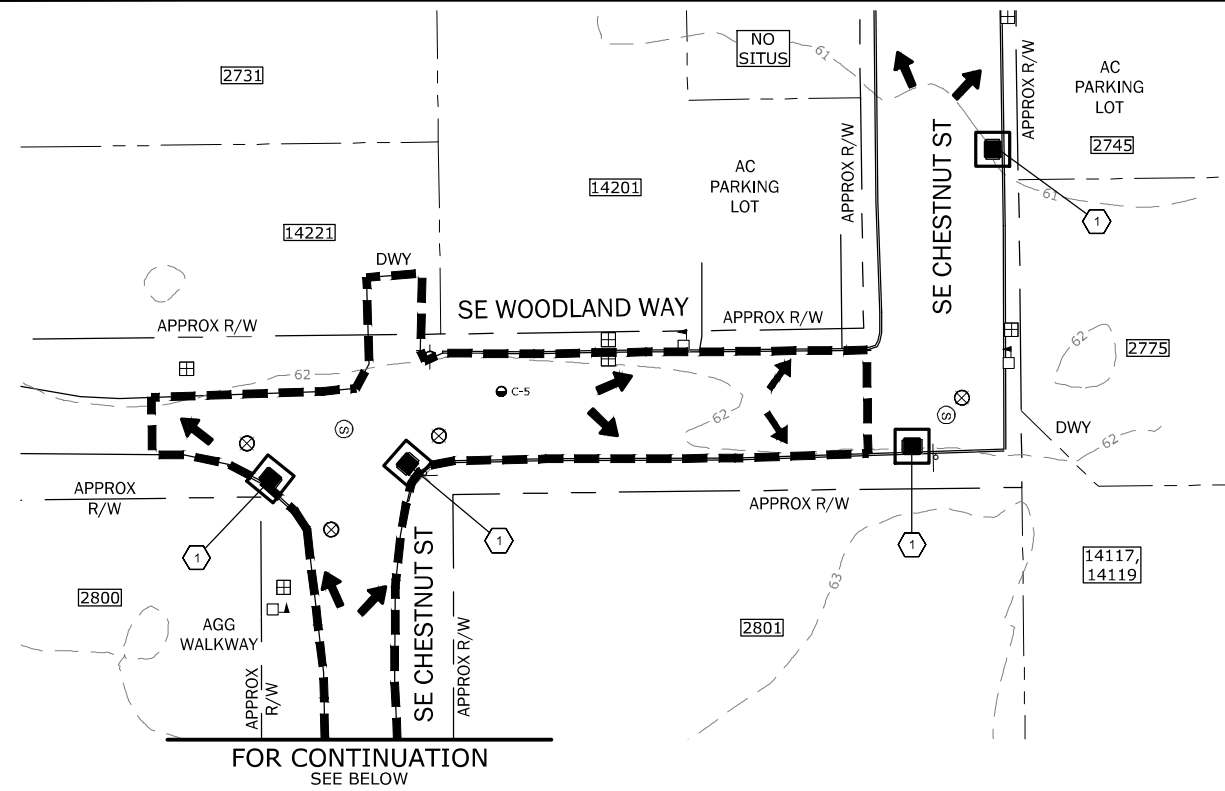 NO
SITUS
61
2731
AC
PARKING
LOT
APPROX R/W
2745
SE CHESTNUT ST
APPROX R/W
AC
PARKING
LOT
14201
61
1
14221
DWY
SE WOODLAND WAY
APPROX R/W
APPROX R/W
62
2775
62
C-5
62
S
S
DWY
62
APPROX
R/W
APPROX R/W
1
1
1
SE CHESTNUT ST
63
14117,
14119
2800
AGG
WALKWAY
2801
APPROX R/W
APPROX
R/W
FOR CONTINUATION
SEE BELOW